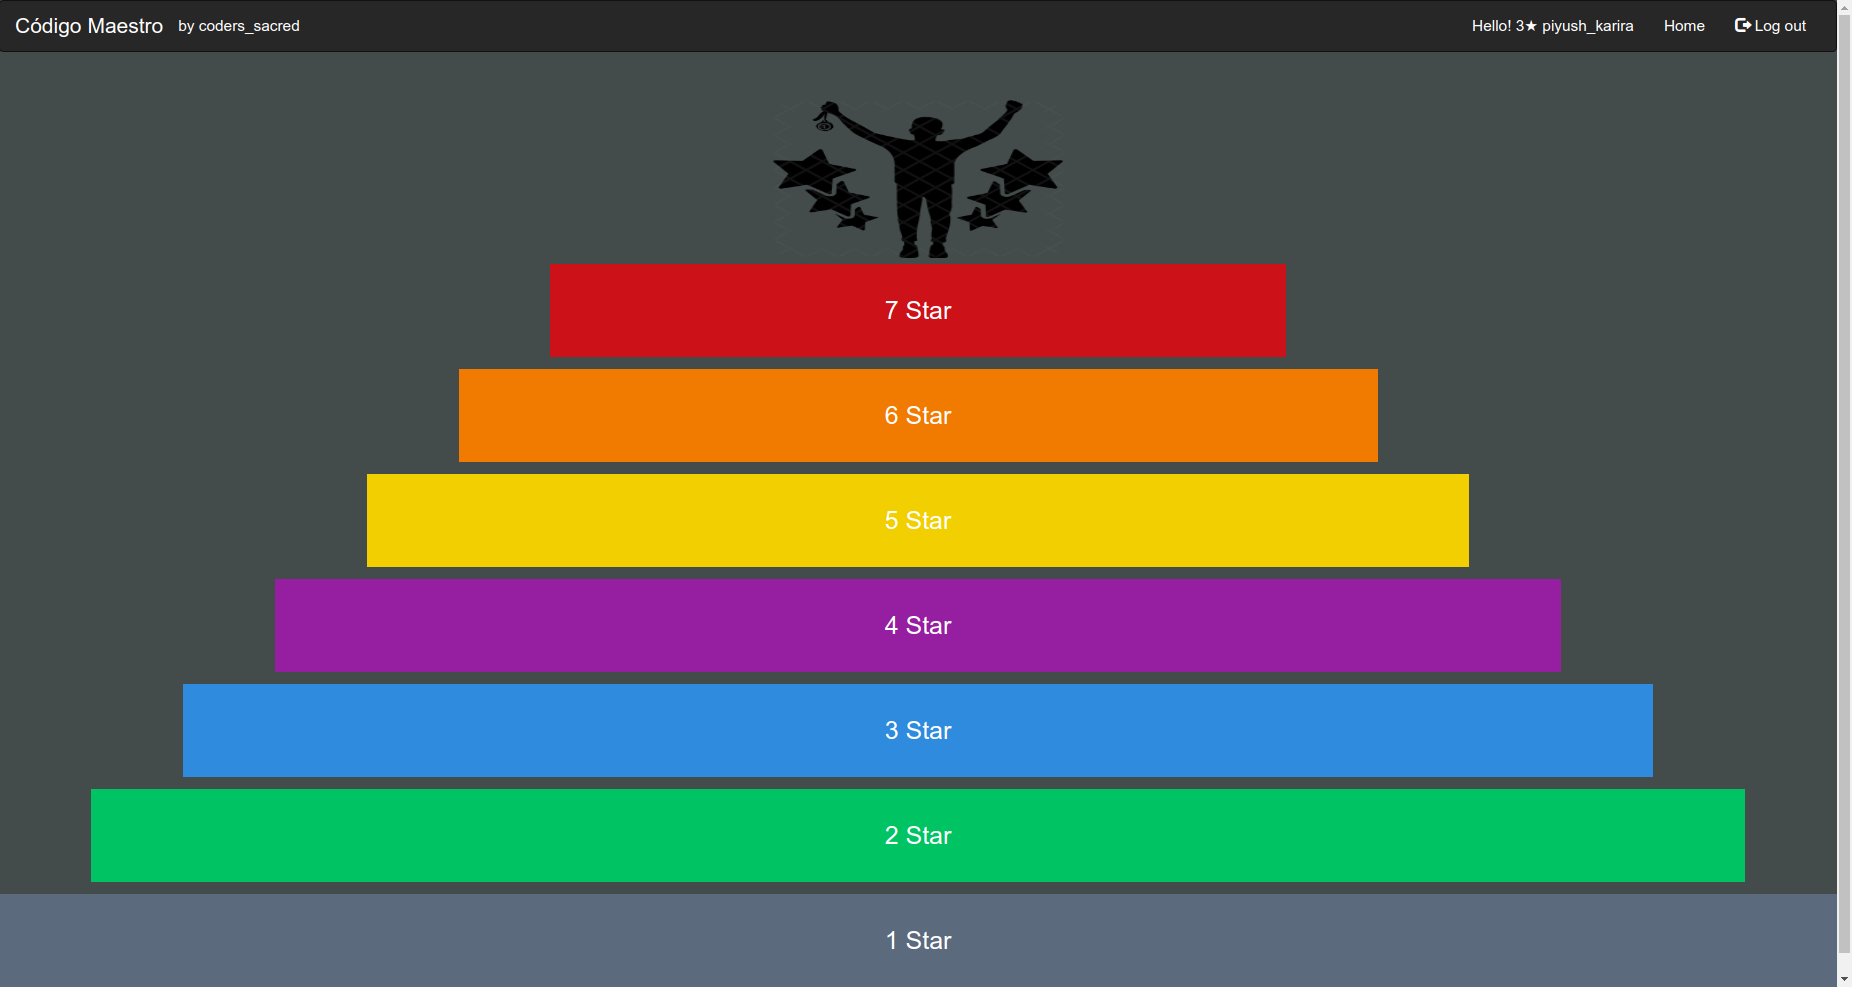 Código Maestro by coders_sacred Hello! 3★ piyush_karira Home Log out
7 Star
6 Star
5 Star
4 Star
3 Star
2 Star
1 Star